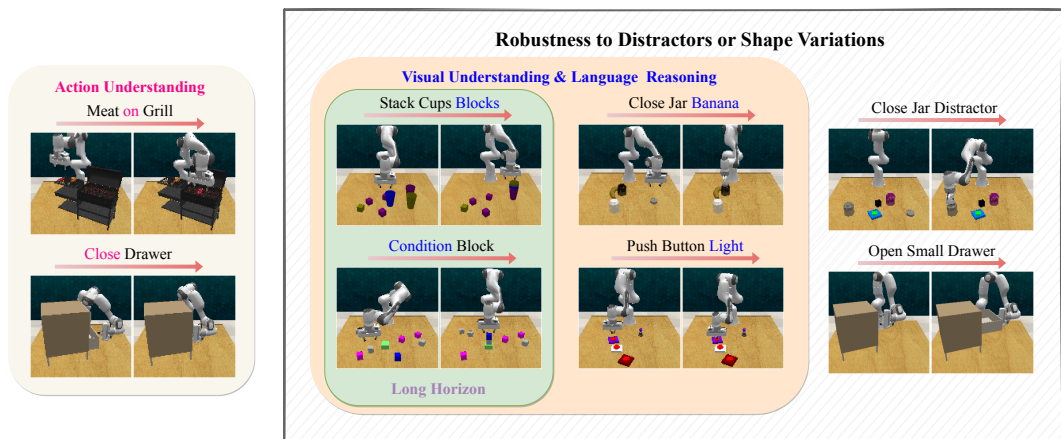 Robustness to Distractors or Shape Variations
Action Understanding
Meat on Grill
Close Drawer
Visual Understanding & Language Reasoning
Stack Cups Blocks
Close Jar Banana
Close Jar Distractor
Condition Block
Push Button Light
Open Small Drawer
Long Horizon